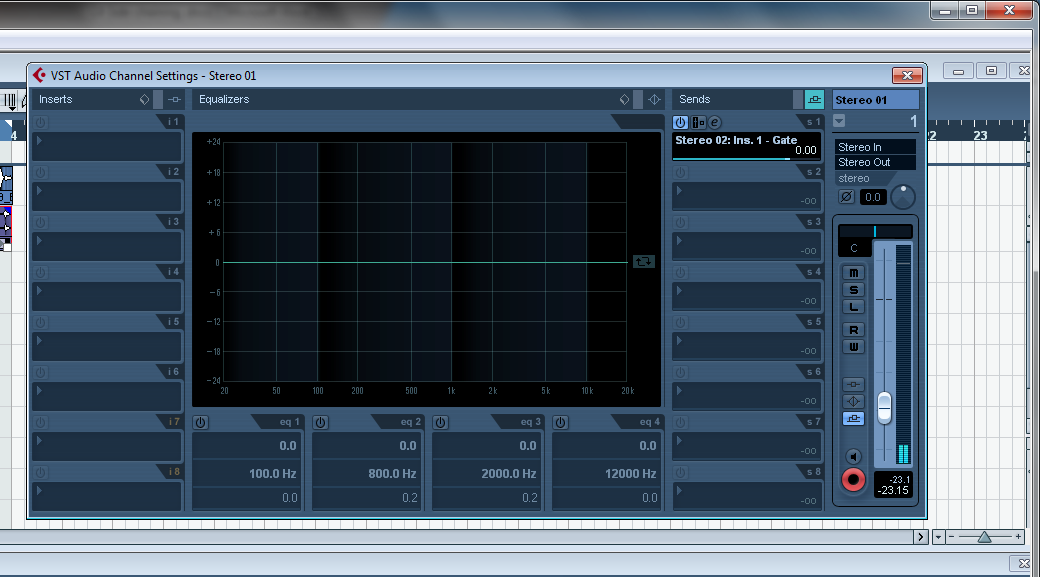 VST Audio Channel Settings - Stereo 01
Inserts
Equalizers
Sends
Stereo 01
1
4
22
23
i 1
i 2
i 3
i 4
i 5
i 6
i 7
i 8
+24
+18
+12
+6
0
-6
-12
-18
-24
20 50 100 200 500 1k 2k 5k 10k 20k
eq 1
0.0
100.0 Hz
0.0
eq 2
0.0
800.0 Hz
0.2
eq 3
0.0
2000.0 Hz
0.2
eq 4
0.0
12000 Hz
0.0
e
s 1
Stereo 02: Ins. 1 - Gate
0.00
s 2
-oo
s 3
-oo
s 4
-oo
s 5
-oo
s 6
-oo
s 7
-oo
s 8
-oo
Stereo In
Stereo Out
stereo
0.0
C
m
S
L
R
W
-23.1
-23.15